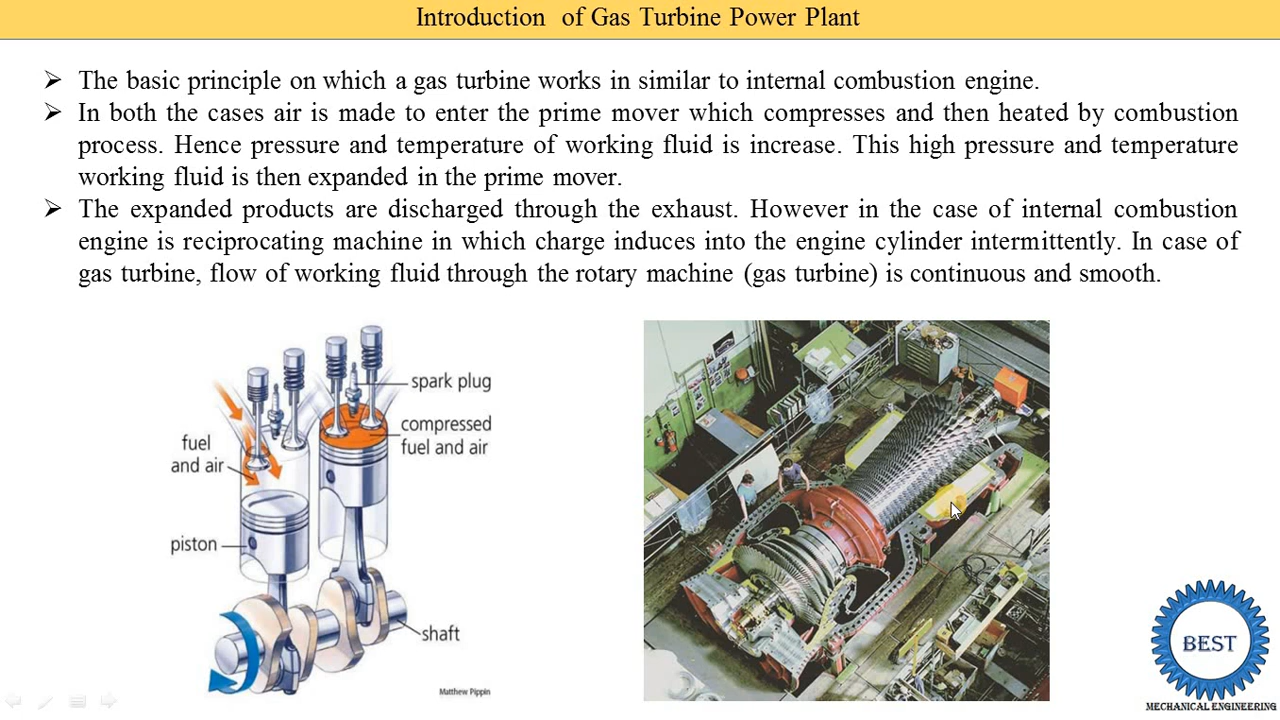 Introduction of Gas Turbine Power Plant
➢ The basic principle on which a gas turbine works in similar to internal combustion engine.
➢ In both the cases air is made to enter the prime mover which compresses and then heated by combustion
process. Hence pressure and temperature of working fluid is increase. This high pressure and temperature
working fluid is then expanded in the prime mover.
➢ The expanded products are discharged through the exhaust. However in the case of internal combustion
engine is reciprocating machine in which charge induces into the engine cylinder intermittently. In case of
gas turbine, flow of working fluid through the rotary machine (gas turbine) is continuous and smooth.
spark plug
compressed
fuel and air
fuel
and air
piston
shaft
Matthew Pippin
BEST
MECHANICAL ENGINEERING